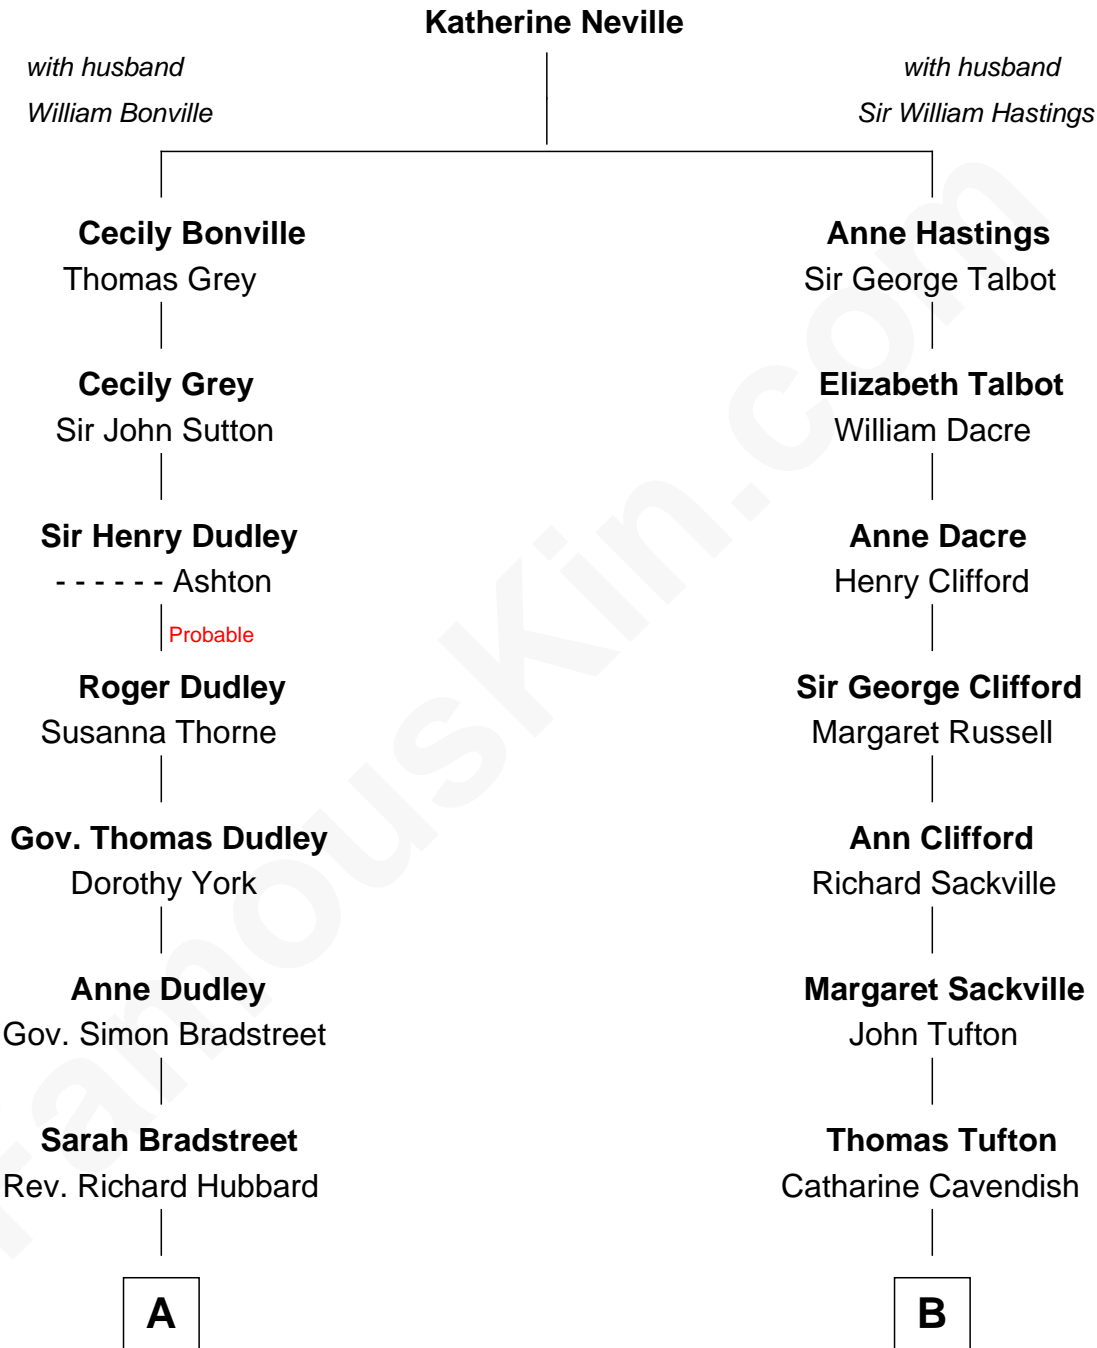 Katherine Neville
with husband
William Bonville
with husband
Sir William Hastings
Cecily Bonville
Thomas Grey
Anne Hastings
Sir George Talbot
Cecily Grey
Sir John Sutton
Elizabeth Talbot
William Dacre
Sir Henry Dudley
- - - - - - Ashton
Anne Dacre
Henry Clifford
Probable
Roger Dudley
Susanna Thorne
Sir George Clifford
Margaret Russell
Gov. Thomas Dudley
Dorothy York
Ann Clifford
Richard Sackville
Anne Dudley
Gov. Simon Bradstreet
Margaret Sackville
John Tufton
Sarah Bradstreet
Rev. Richard Hubbard
Thomas Tufton
Catharine Cavendish
A
B
famouskin.com